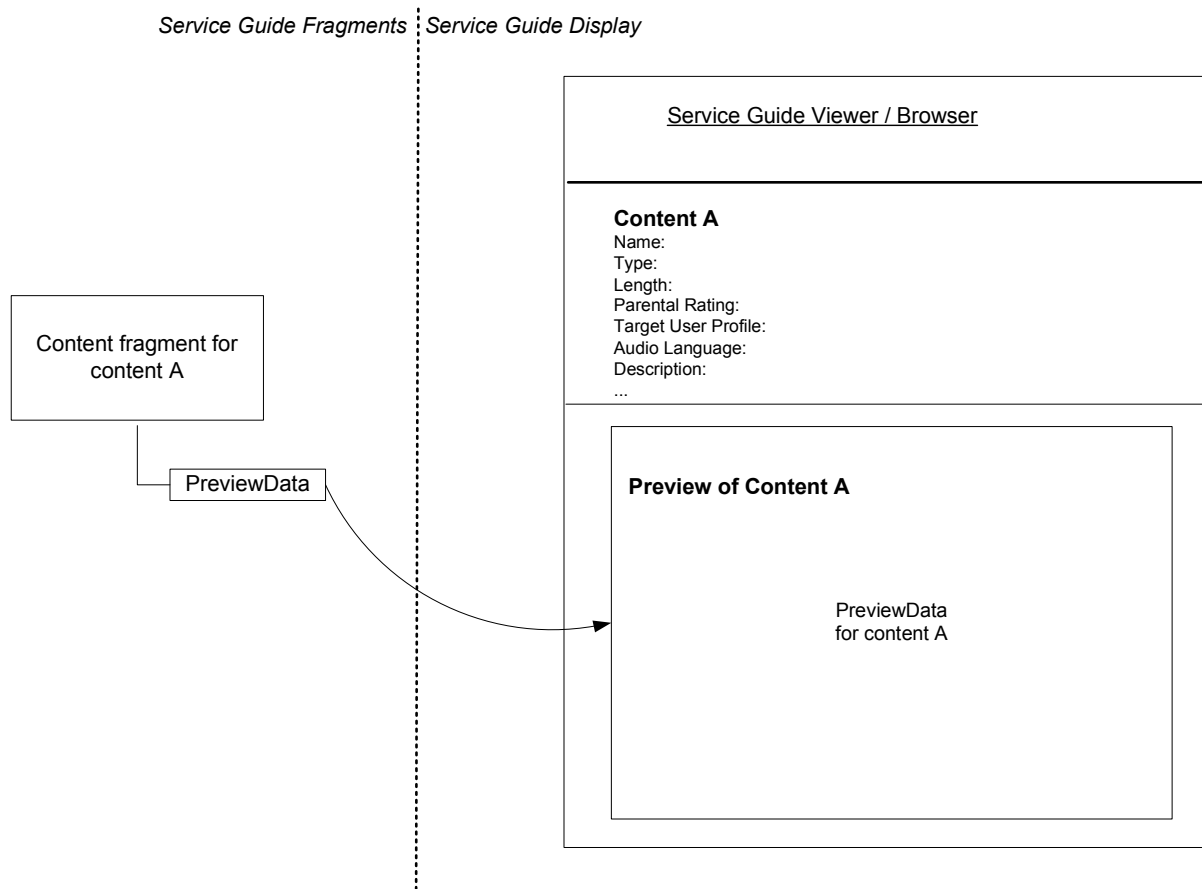 Service Guide Fragments
Service Guide Display
Service Guide Viewer / Browser
Content A
Name:
Type:
Length:
Parental Rating:
Target User Profile:
Audio Language:
Description:
...
Content fragment for
content A
PreviewData
Preview of Content A
PreviewData
for content A